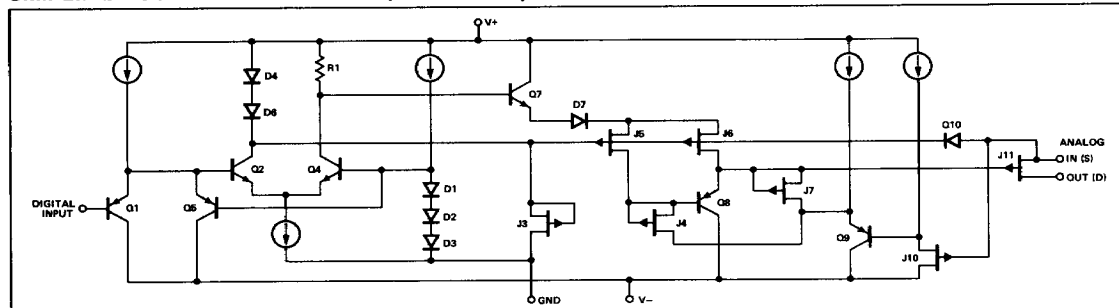 V+
D4
R1
D6
Q7
D7
J5
J6
Q10
ANALOG
IN (S)
J11
OUT (D)
Q2
Q4
J7
DIGITAL
INPUT
Q1
Q5
D1
D2
D3
J3
J4
Q8
Q9
J10
GND
V−